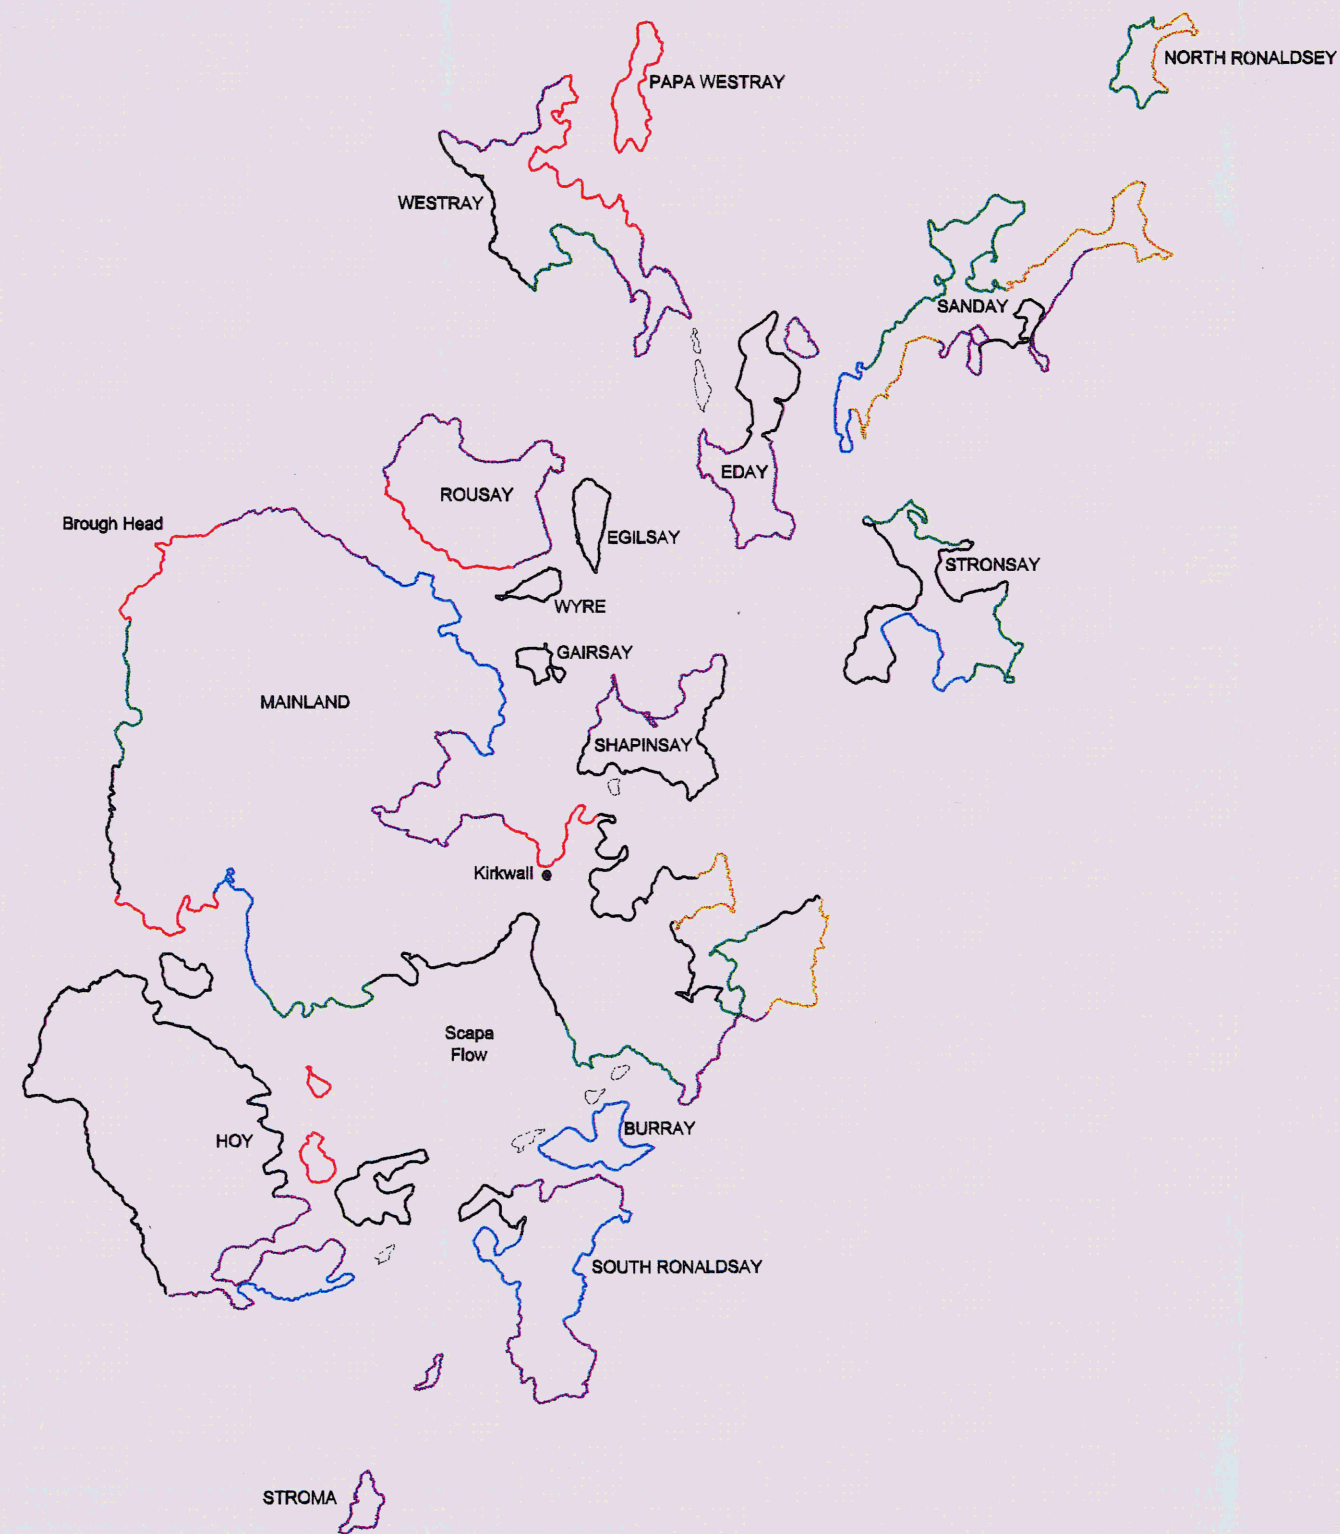 NORTH RONALDSEY
PAPA WESTRAY
WESTRAY
SANDAY
EDAY
ROUSAY
Brough Head
EGILSAY
STRONSAY
WYRE
GAIRSAY
MAINLAND
SHAPINSAY
Kirkwall
Scapa
Flow
BURRAY
HOY
SOUTH RONALDSAY
STROMA